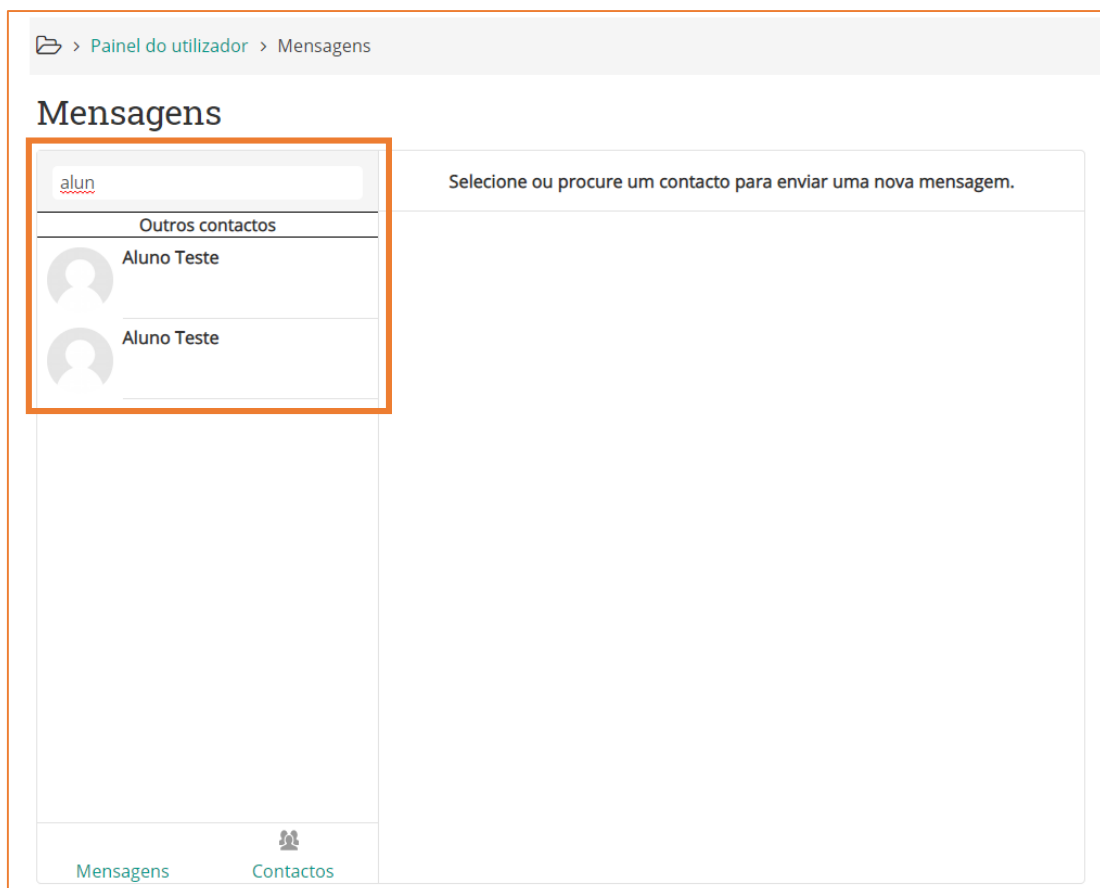 > Painel do utilizador > Mensagens
Mensagens
alun
Selecione ou procure um contacto para enviar uma nova mensagem.
Outros contactos
Aluno Teste
Aluno Teste
Mensagens
Contactos